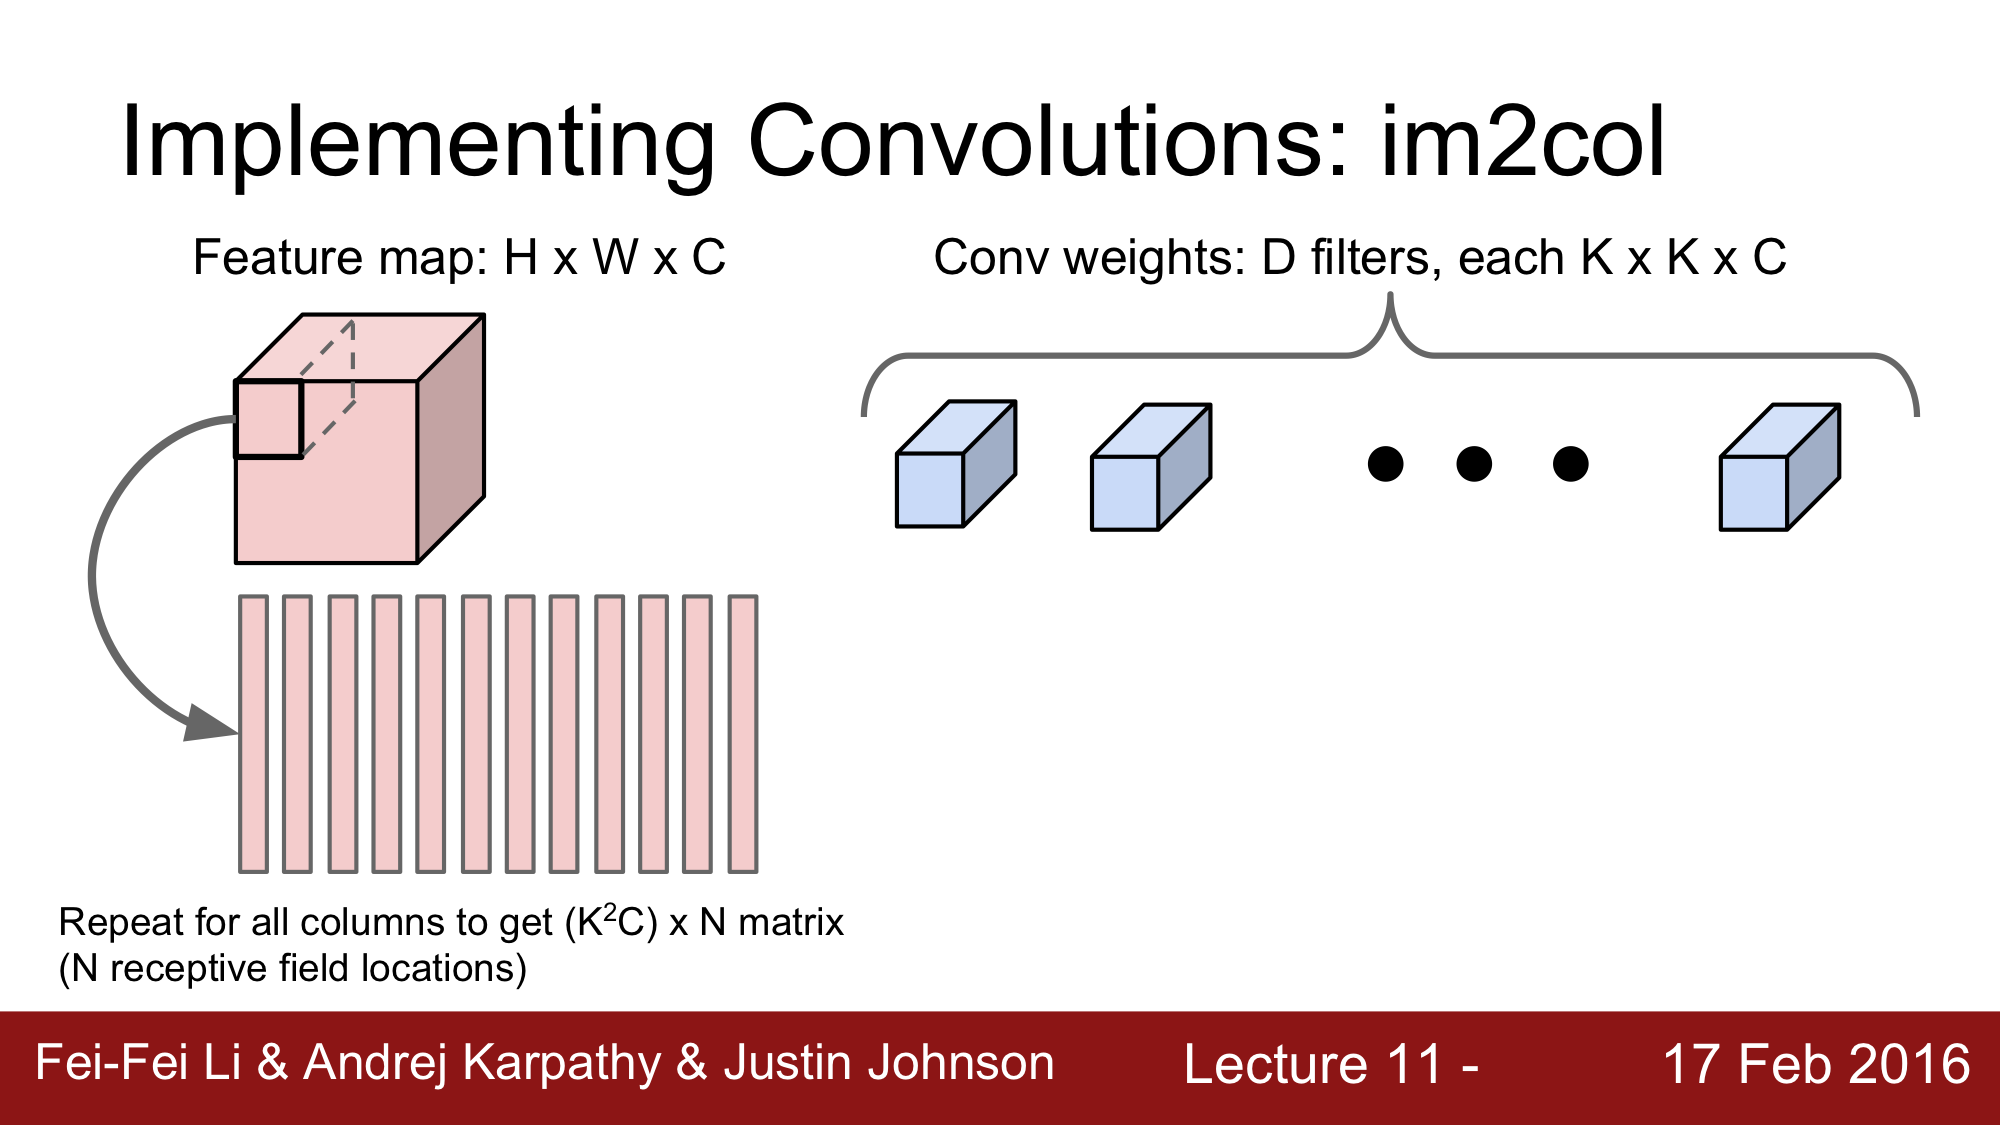 Implementing Convolutions: im2col
Feature map: H x W x C
Conv weights: D filters, each K x K x C
Repeat for all columns to get (K²C) x N matrix
(N receptive field locations)
Fei-Fei Li & Andrej Karpathy & Justin Johnson
Lecture 11 -
17 Feb 2016